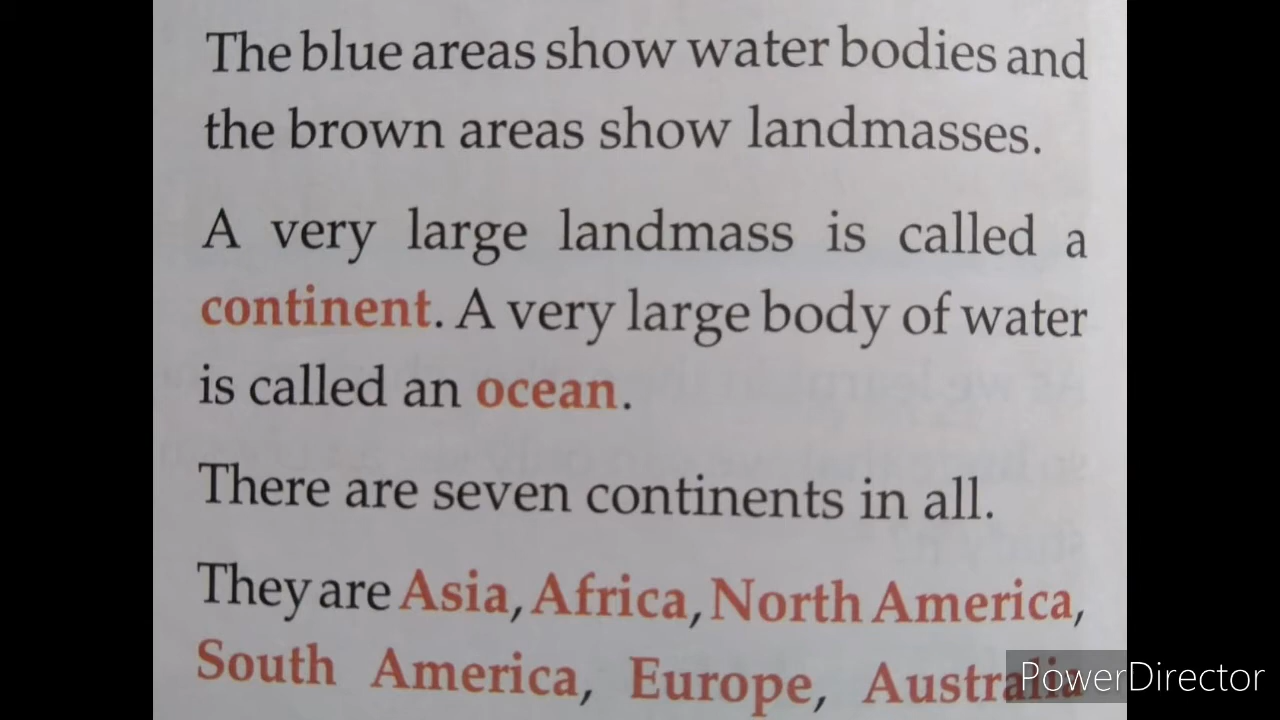 The blue areas show water bodies and
the brown areas show landmasses.
A very large landmass is called a
continent. A very large body of water
is called an ocean.
There are seven continents in all.
They are Asia, Africa, North America,
South America, Europe, Australia
PowerDirector